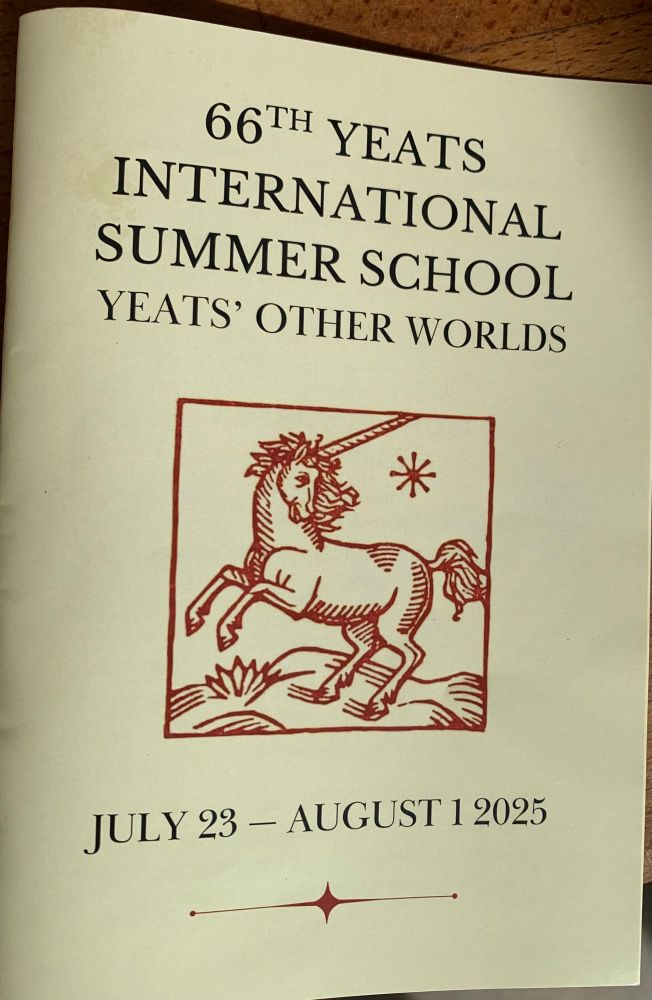 66TH YEATS
INTERNATIONAL
SUMMER SCHOOL
YEATS’ OTHER WORLDS
JULY 23 – AUGUST 1 2025